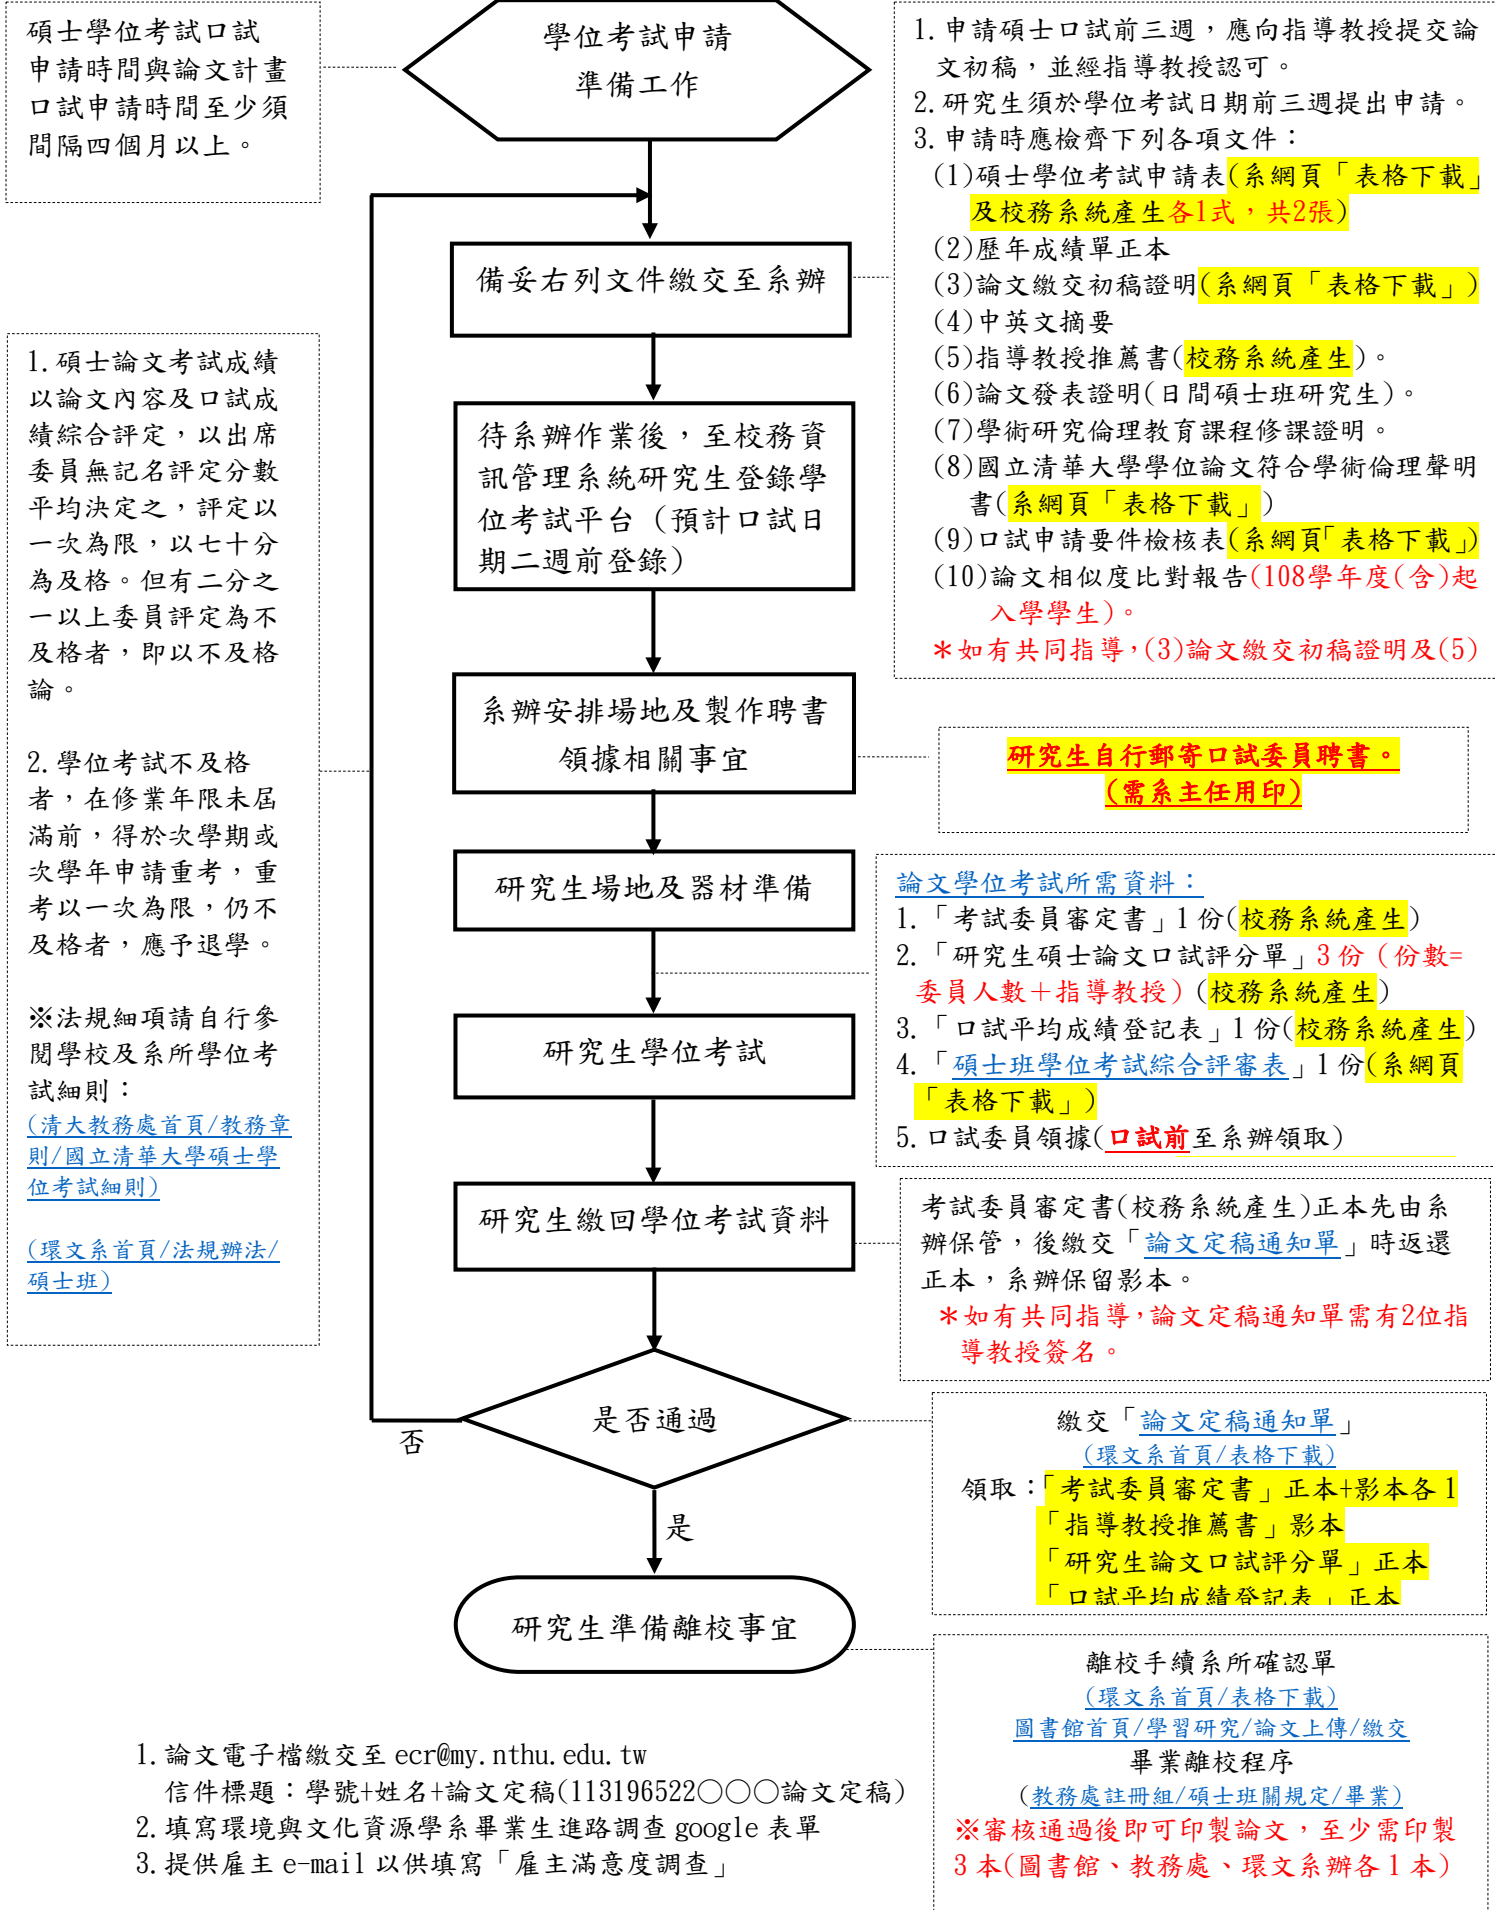 碩士學位考試口試
申請時間與論文計畫
口試申請時間至少須
間隔四個月以上。
學位考試申請
準備工作
1.申請碩士口試前三週，應向指導教授提交論
文初稿，並經指導教授認可。
2.研究生須於學位考試日期前三週提出申請。
3.申請時應檢齊下列各項文件：
(1)碩士學位考試申請表(系網頁「表格下載」
及校務系統產生各1式，共2張)
(2)歷年成績單正本
(3)論文繳交初稿證明(系網頁「表格下載」)
(4)中英文摘要
(5)指導教授推薦書(校務系統產生)。
(6)論文發表證明(日間碩士班研究生)。
(7)學術研究倫理教育課程修課證明。
(8)國立清華大學學位論文符合學術倫理聲明
書(系網頁「表格下載」)
(9)口試申請要件檢核表(系網頁「表格下載」)
(10)論文相似度比對報告(108學年度(含)起
入學學生)。
＊如有共同指導，(3)論文繳交初稿證明及(5)
備妥右列文件繳交至系辦
待系辦作業後，至校務資
訊管理系統研究生登錄學
位考試平台（預計口試日
期二週前登錄）
系辦安排場地及製作聘書
領據相關事宜
研究生自行郵寄口試委員聘書。
(需系主任用印)
研究生場地及器材準備
論文學位考試所需資料：
1.「考試委員審定書」1份(校務系統產生)
2.「研究生碩士論文口試評分單」3份（份數=
委員人數＋指導教授）(校務系統產生)
3.「口試平均成績登記表」1份(校務系統產生)
4.「碩士班學位考試綜合評審表」1份(系網頁
「表格下載」)
5.口試委員領據(口試前至系辦領取)
研究生學位考試
研究生繳回學位考試資料
考試委員審定書(校務系統產生)正本先由系
辦保管，後繳交「論文定稿通知單」時返還
正本，系辦保留影本。
＊如有共同指導，論文定稿通知單需有2位指
導教授簽名。
1.碩士論文考試成績
以論文內容及口試成
績綜合評定，以出席
委員無記名評定分數
平均決定之，評定以
一次為限，以七十分
為及格。但有二分之
一以上委員評定為不
及格者，即以不及格
論。
2.學位考試不及格
者，在修業年限未屆
滿前，得於次學期或
次學年申請重考，重
考以一次為限，仍不
及格者，應予退學。
※法規細項請自行參
閱學校及系所學位考
試細則：
(清大教務處首頁/教務章
則/國立清華大學碩士學
位考試細則)
(環文系首頁/法規辦法/
碩士班)
是否通過
否
是
繳交「論文定稿通知單」
(環文系首頁/表格下載)
領取：「考試委員審定書」正本+影本各1
「指導教授推薦書」影本
「研究生論文口試評分單」正本
「口試平均成績登記表」正本
研究生準備離校事宜
離校手續系所確認單
(環文系首頁/表格下載)
圖書館首頁/學習研究/論文上傳/繳交
畢業離校程序
(教務處註冊組/碩士班關規定/畢業)
※審核通過後即可印製論文，至少需印製
3本(圖書館、教務處、環文系辦各1本)
1.論文電子檔繳交至 ecr@my.nthu.edu.tw
信件標題：學號+姓名+論文定稿(113196522○○○論文定稿)
2.填寫環境與文化資源學系畢業生進路調查 google 表單
3.提供雇主 e-mail 以供填寫「雇主滿意度調查」